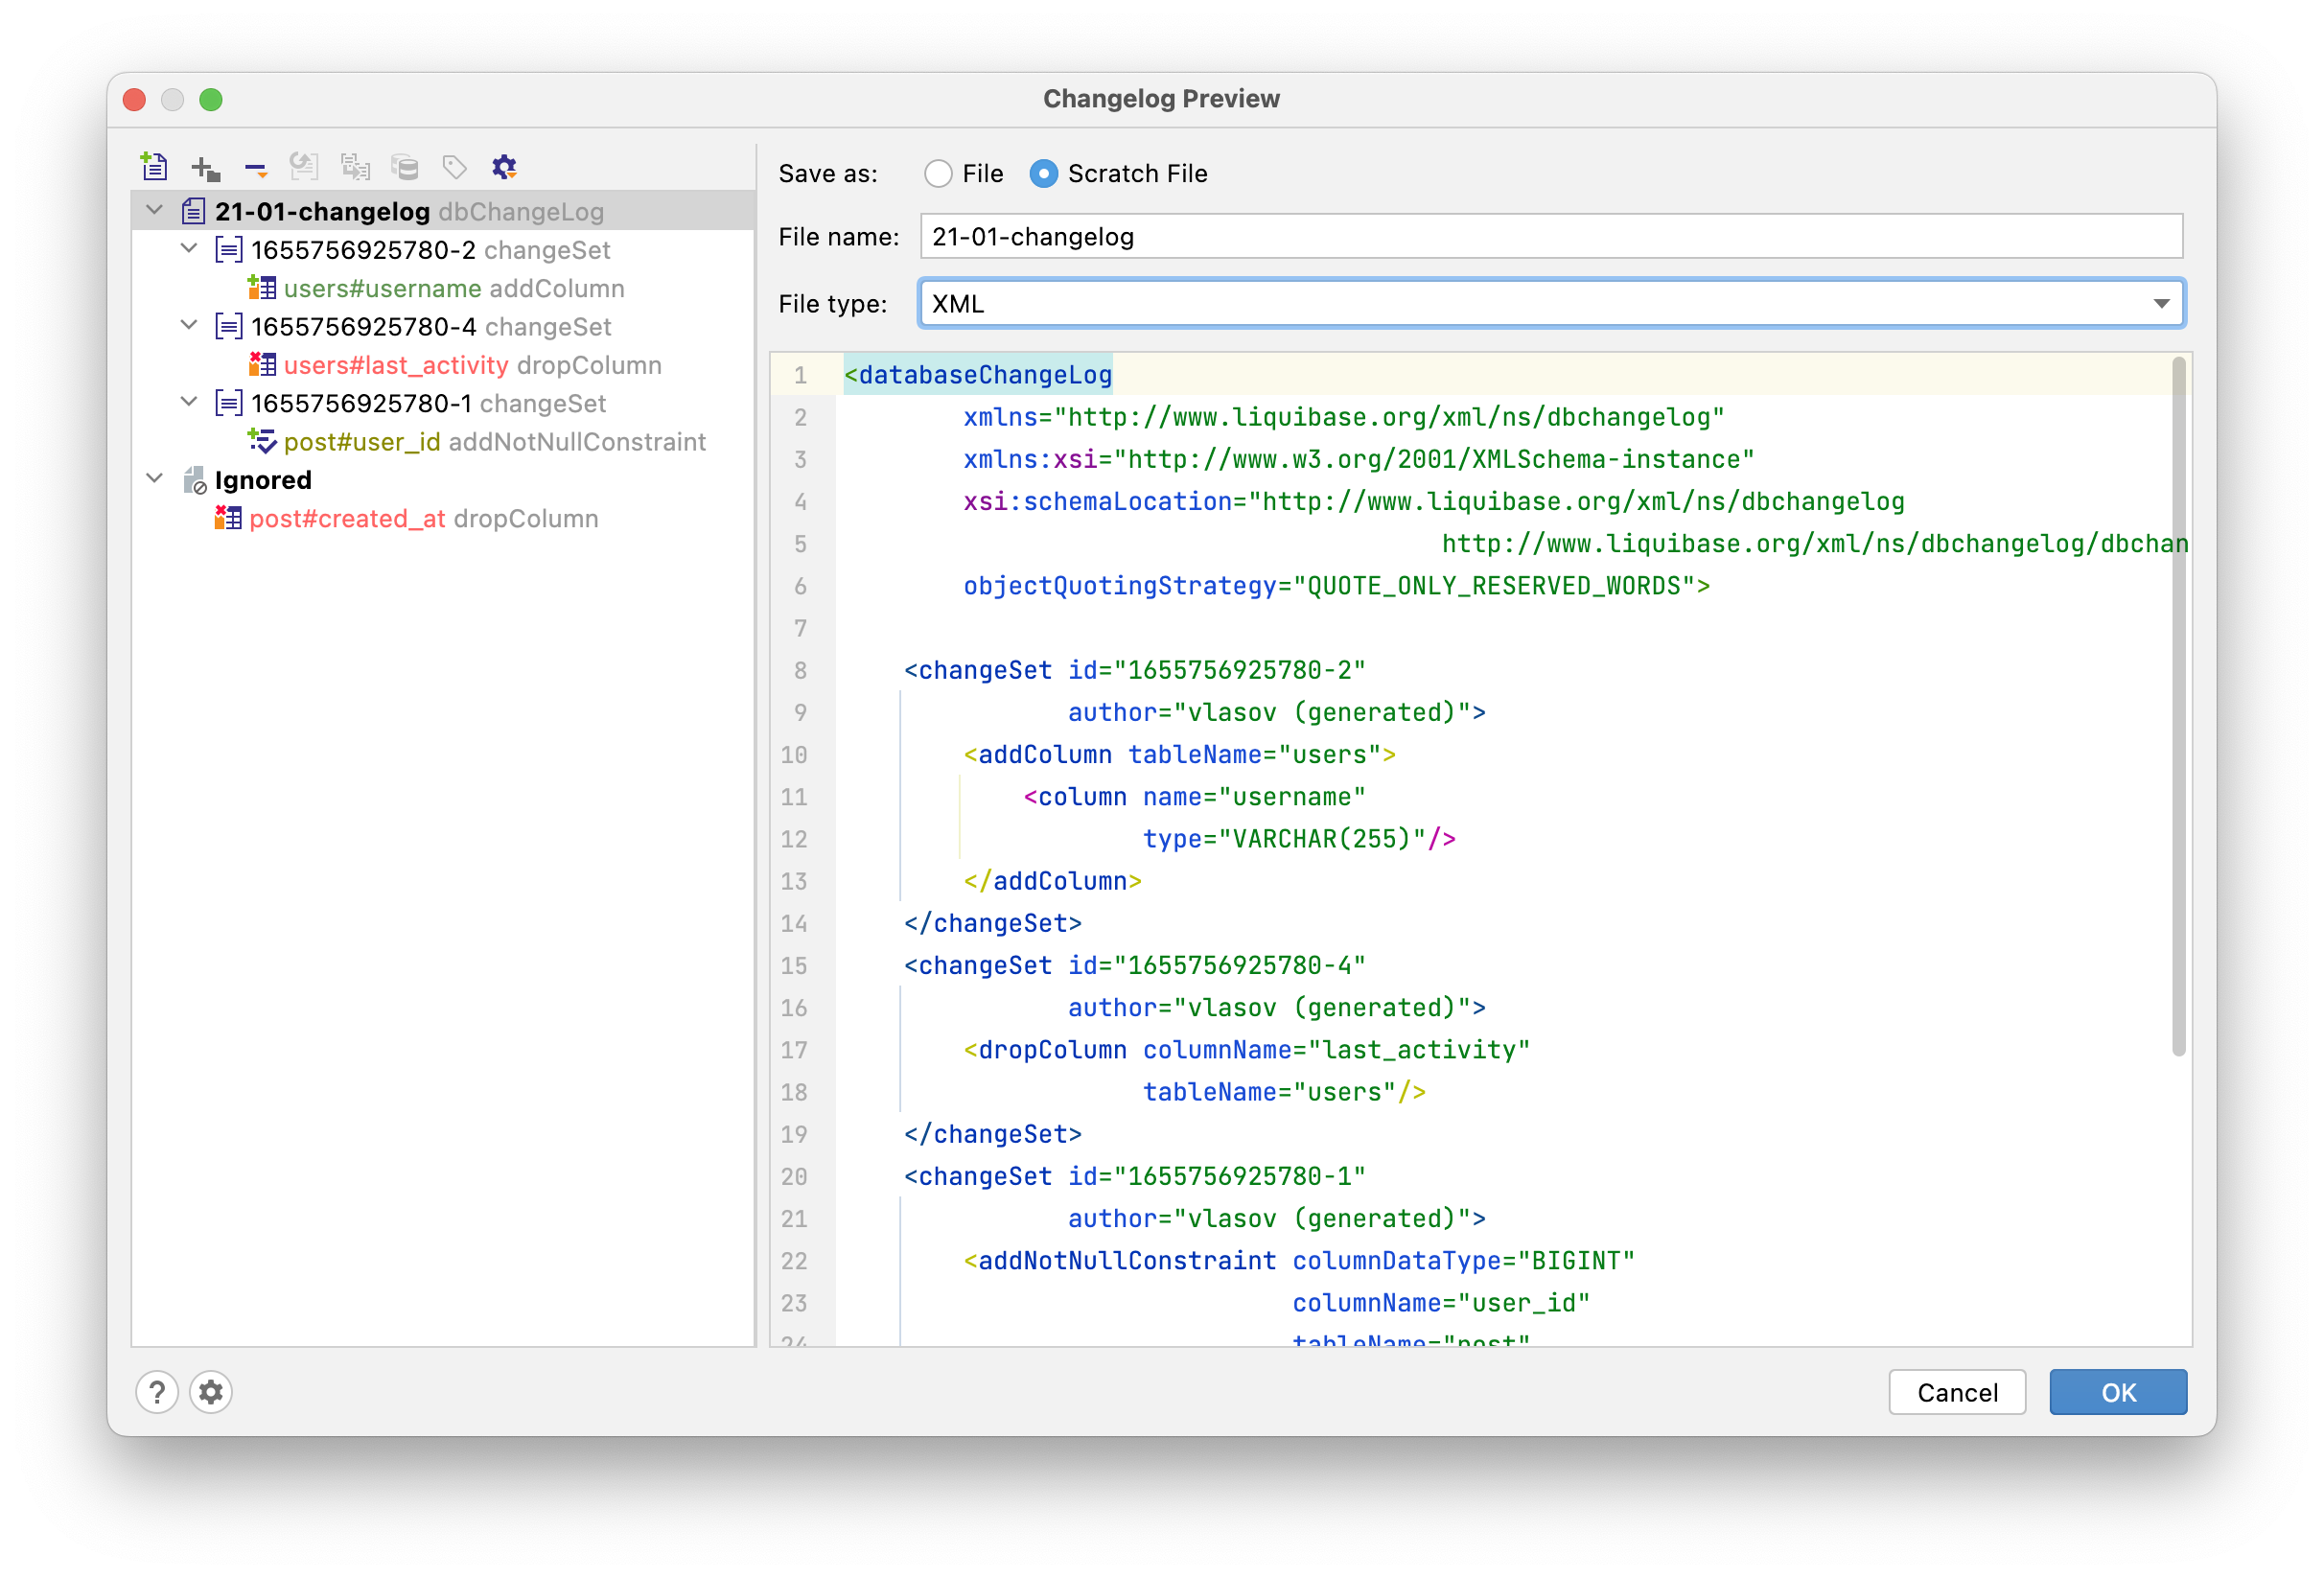 Changelog Preview
21-01-changelog dbChangeLog
1655756925780-2 changeSet
users#username addColumn
1655756925780-4 changeSet
users#last_activity dropColumn
1655756925780-1 changeSet
post#user_id addNotNullConstraint
Ignored
post#created_at dropColumn
Save as: File Scratch File
File name: 21-01-changelog
File type: XML
1 <databaseChangeLog
2 xmlns="http://www.liquibase.org/xml/ns/dbchangelog"
3 xmlns:xsi="http://www.w3.org/2001/XMLSchema-instance"
4 xsi:schemaLocation="http://www.liquibase.org/xml/ns/dbchangelog
5 http://www.liquibase.org/xml/ns/dbchangelog/dbchan
6 objectQuotingStrategy="QUOTE_ONLY_RESERVED_WORDS">
7
8 <changeSet id="1655756925780-2"
9 author="vlasov (generated)">
10 <addColumn tableName="users">
11 <column name="username"
12 type="VARCHAR(255)"/>
13 </addColumn>
14 </changeSet>
15 <changeSet id="1655756925780-4"
16 author="vlasov (generated)">
17 <dropColumn columnName="last_activity"
18 tableName="users"/>
19 </changeSet>
20 <changeSet id="1655756925780-1"
21 author="vlasov (generated)">
22 <addNotNullConstraint columnDataType="BIGINT"
23 columnName="user_id"
24 tableName="post"
? Cancel OK